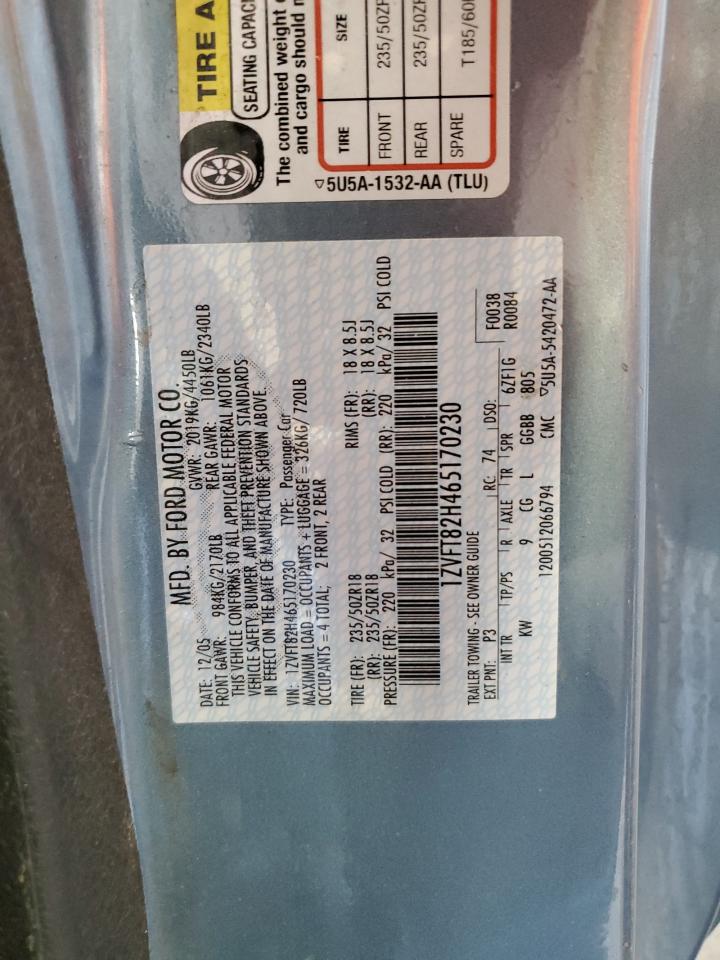 MFD. BY FORD MOTOR CO.
DATE: 12/05 GVWR: 2019KG/4450LB
FRONT GAWR: 984KG/2170LB REAR GAWR: 1061KG/2340LB
THIS VEHICLE CONFORMS TO ALL APPLICABLE FEDERAL MOTOR
VEHICLE SAFETY, BUMPER, AND THEFT PREVENTION STANDARDS
IN EFFECT ON THE DATE OF MANUFACTURE SHOWN ABOVE.
VIN: 1ZVFT82H465170230 TYPE: Passenger Car
MAXIMUM LOAD = OCCUPANTS + LUGGAGE = 326KG/720LB
OCCUPANTS = 4 TOTAL: 2 FRONT, 2 REAR
TIRE (FR): 235/50ZR18 RIMS (FR): 18 X 8.5J
(RR): 235/50ZR18 (RR): 18 X 8.5J
PRESSURE (FR): 220 kPa/ 32 PSI COLD (RR): 220 kPa/ 32 PSI COLD
1ZVFT82H465170230
TRAILER TOWING - SEE OWNER GUIDE
EXT PNT: P3 RC: 74 DSO: F0038
R0084
INT TR TP/PS R AXLE TR SPR 6ZF1G
KW 9 CG L GGBB B05
1200512066794 CMC ▽5U5A-5420472-AA
TIRE A
SEATING CAPAC
The combined weight
and cargo should
TIRE SIZE
FRONT 235/50ZR
REAR 235/50ZR
SPARE T185/60
▽5U5A-1532-AA (TLU)